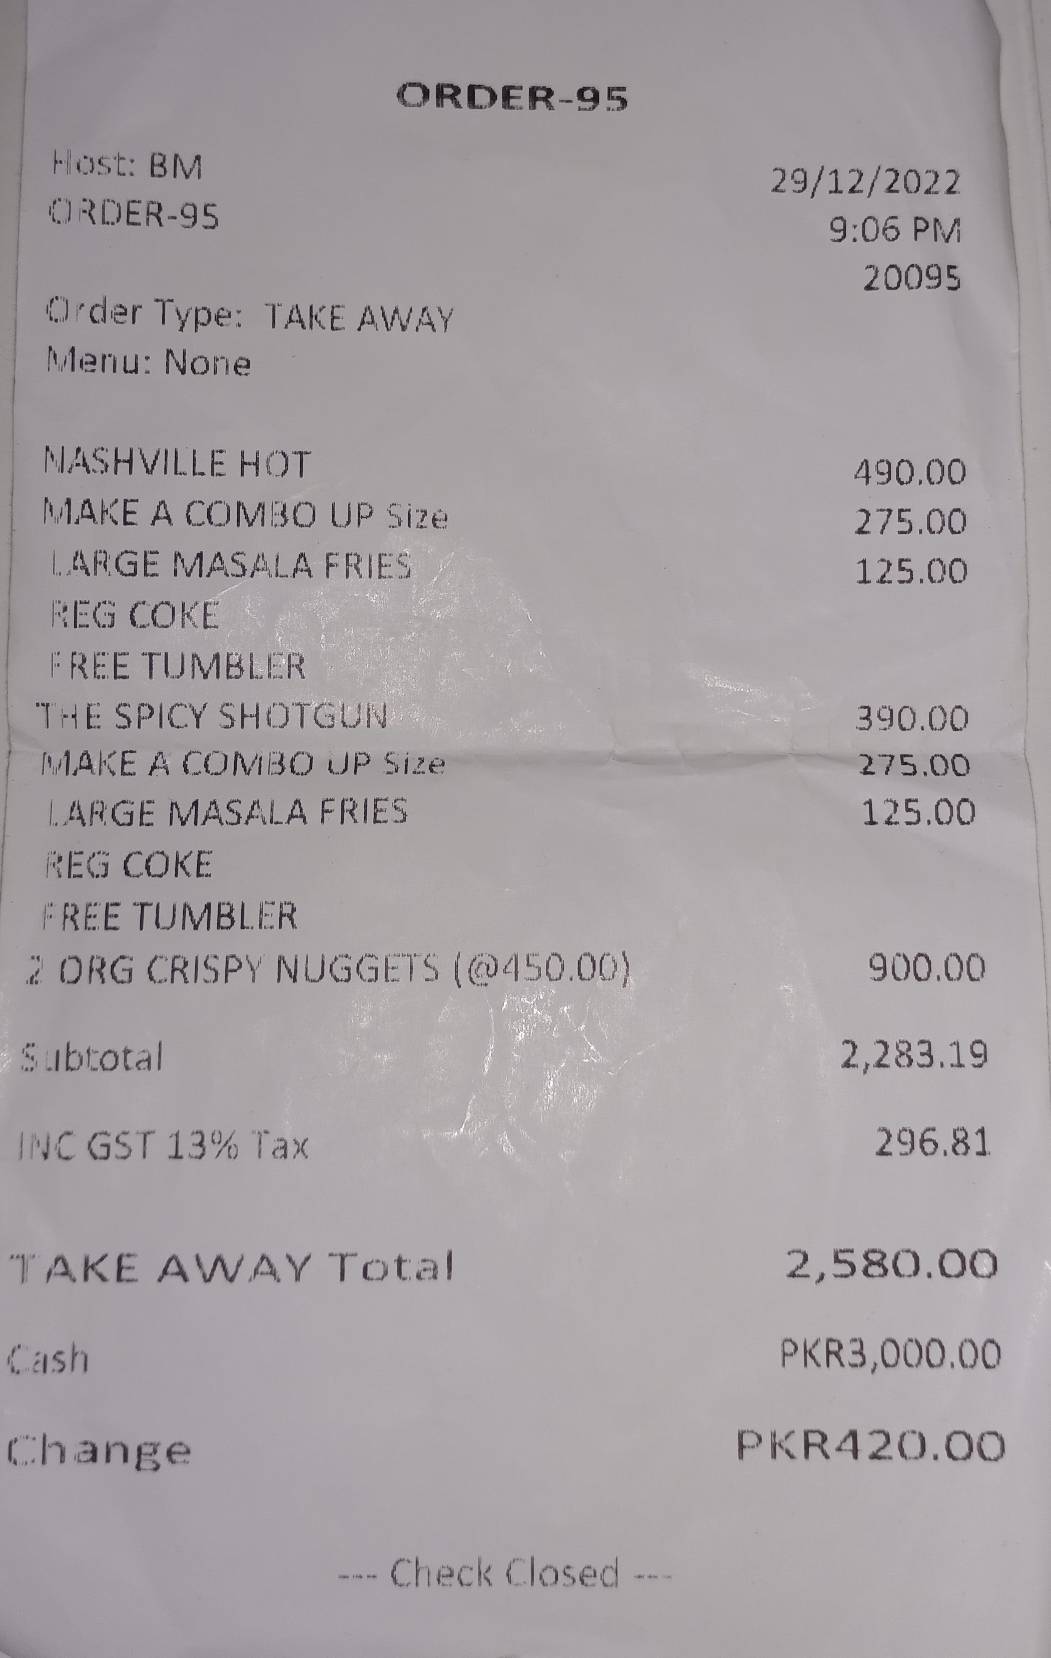 ORDER-95
Host: BM
29/12/2022
ORDER-95
9:06 PM
20095
Order Type: TAKE AWAY
Menu: None
NASHVILLE HOT 490.00
MAKE A COMBO UP Size 275.00
LARGE MASALA FRIES 125.00
REG COKE
FREE TUMBLER
THE SPICY SHOTGUN 390.00
MAKE A COMBO UP Size 275.00
LARGE MASALA FRIES 125.00
REG COKE
FREE TUMBLER
2 ORG CRISPY NUGGETS (@450.00) 900.00
Subtotal 2,283.19
INC GST 13% Tax 296.81
TAKE AWAY Total 2,580.00
Cash PKR3,000.00
Change PKR420.00
--- Check Closed ---